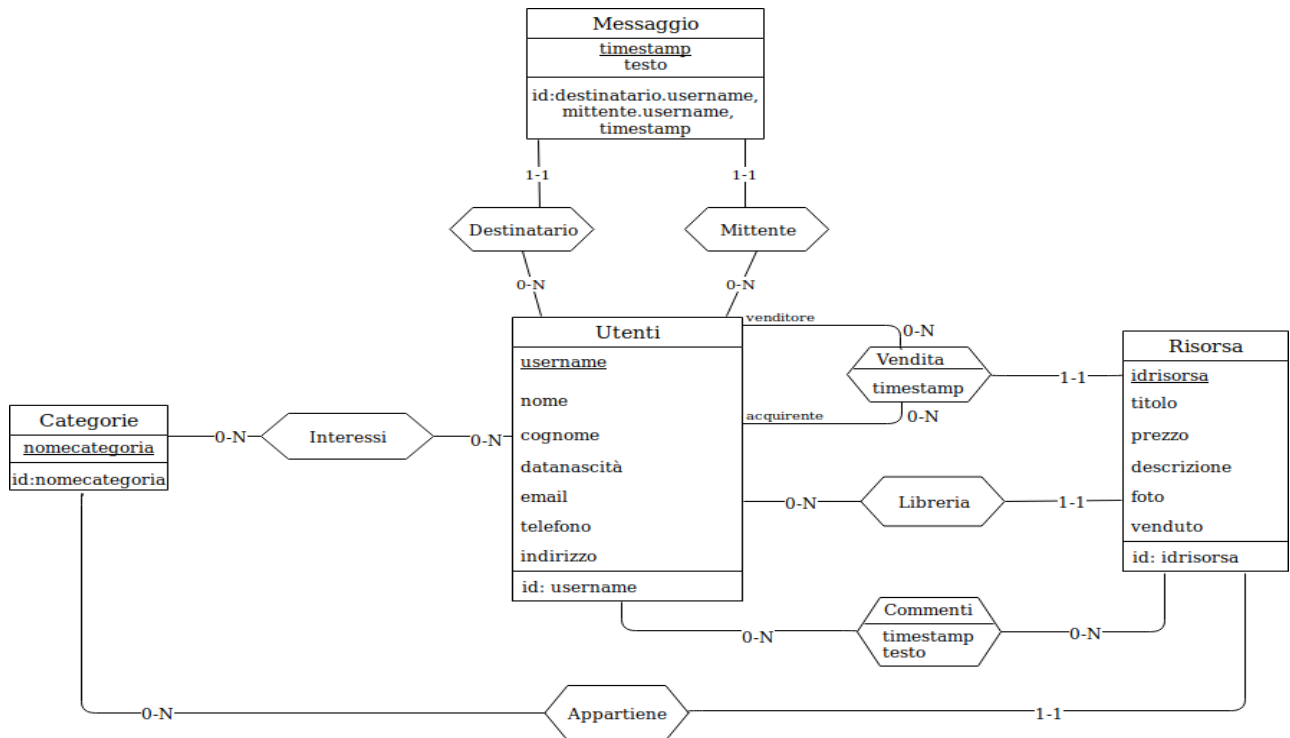 Messaggio
timestamp
testo
id:destinatario.username,
mittente.username,
timestamp
1-1
1-1
Destinatario
Mittente
0-N
0-N
Utenti
username
nome
cognome
datanascità
email
telefono
indirizzo
id: username
venditore
0-N
Vendita
timestamp
1-1
acquirente
0-N
Risorsa
idrisorsa
titolo
prezzo
descrizione
foto
venduto
id: idrisorsa
Categorie
nomecategoria
id:nomecategoria
0-N
Interessi
0-N
0-N
Libreria
1-1
Commenti
timestamp
testo
0-N
0-N
0-N
Appartiene
1-1